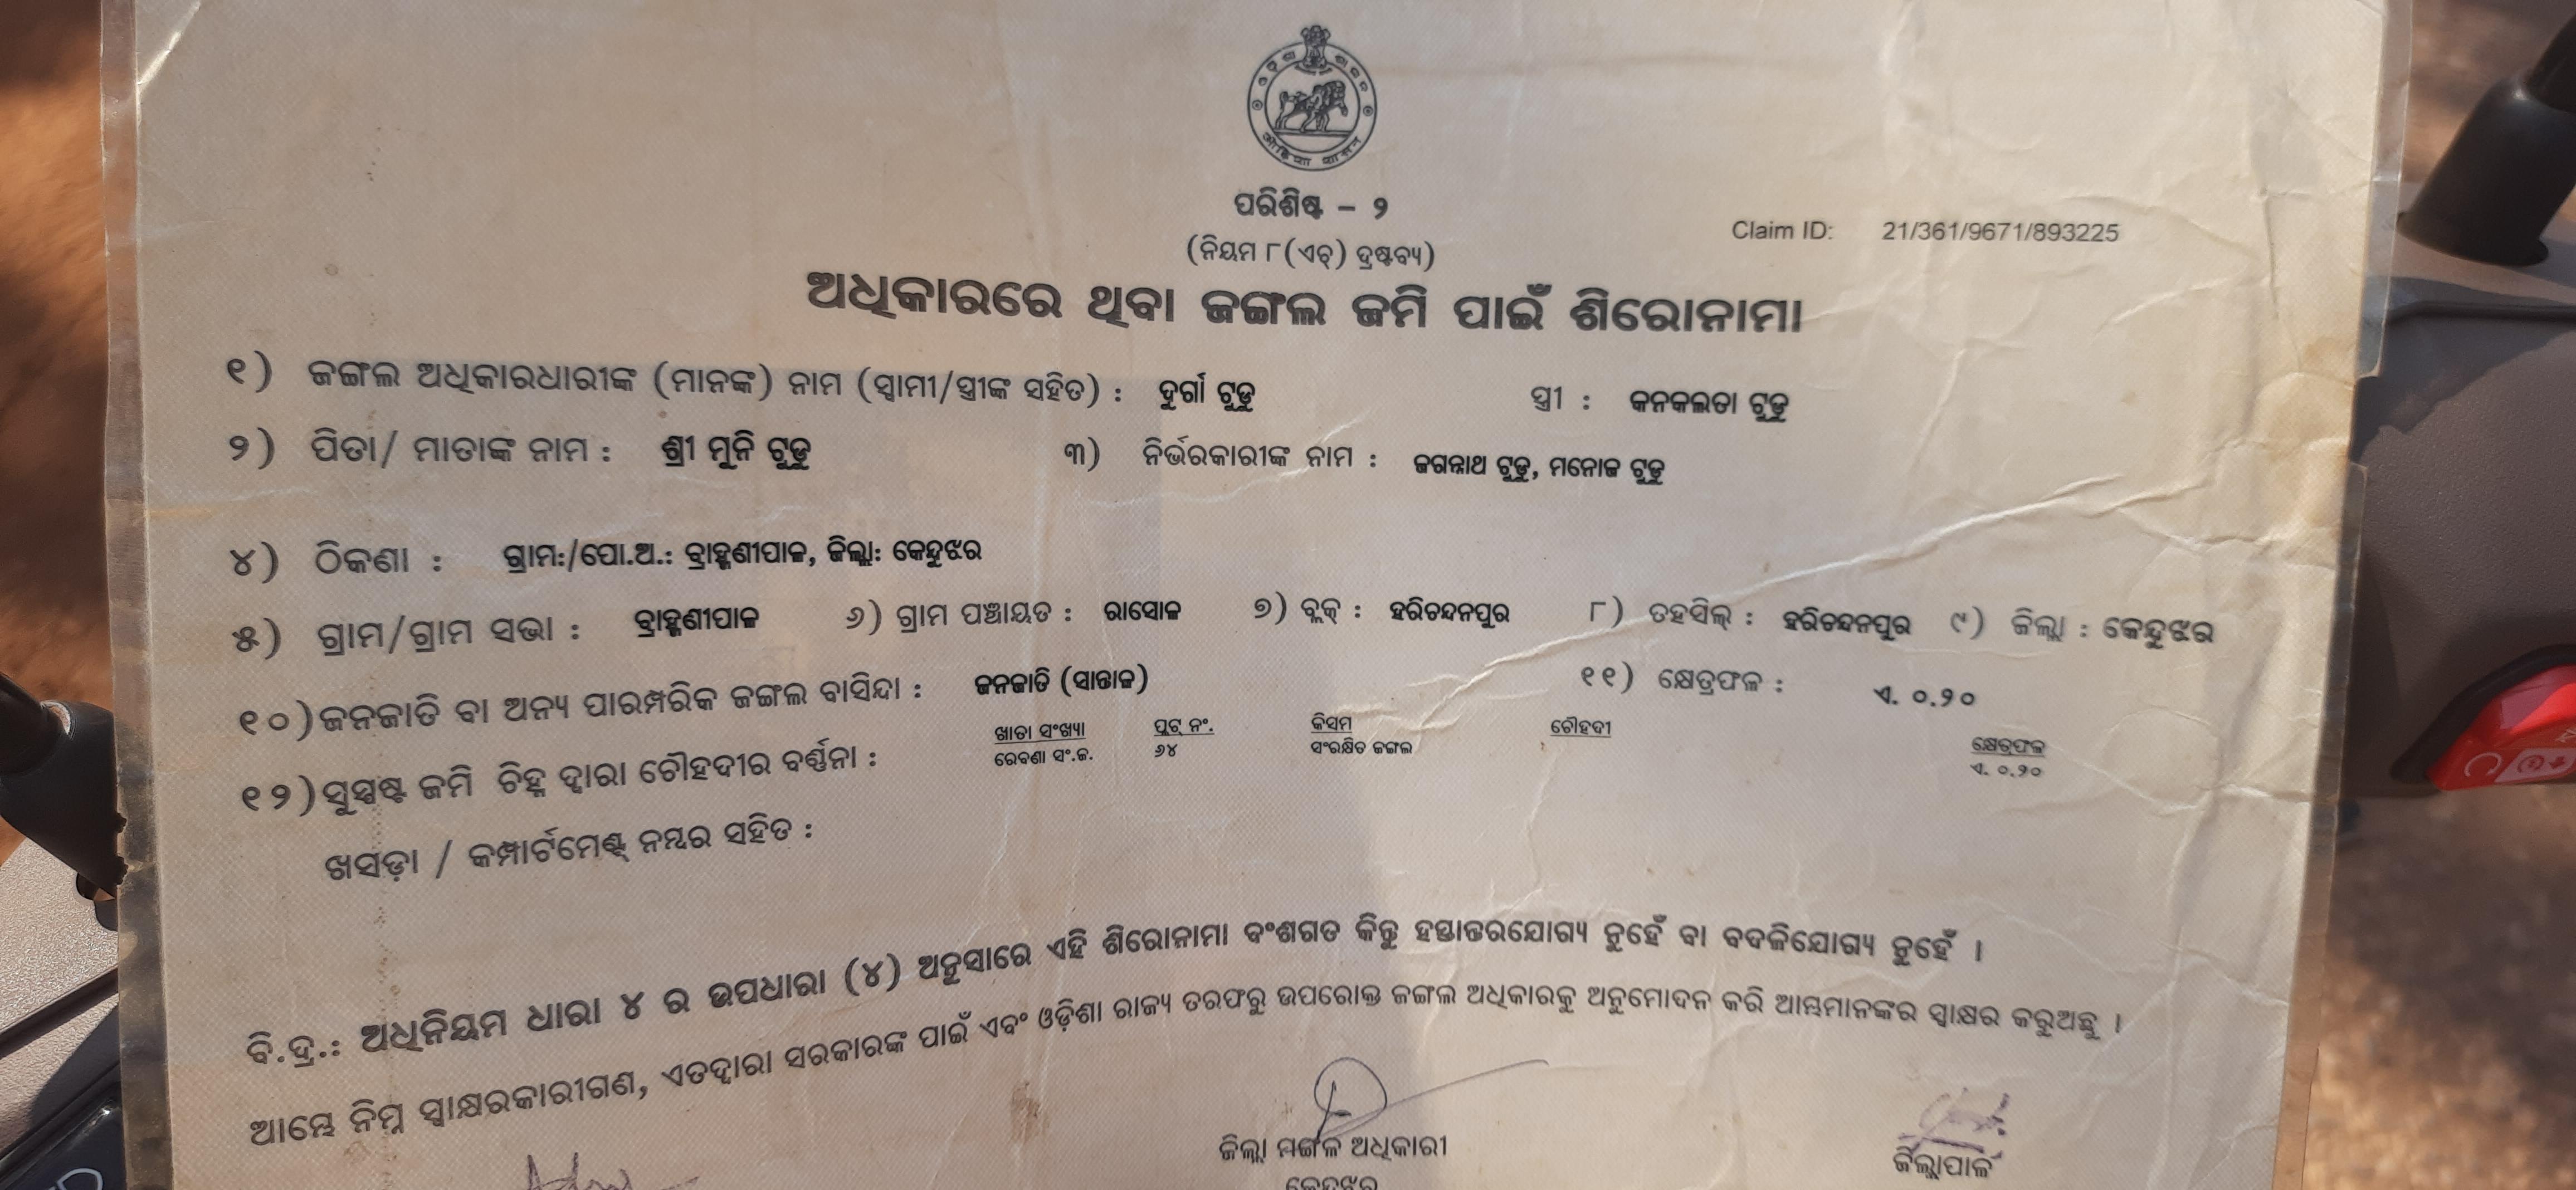 ପରିଶିଷ୍ଟ – ୨
Claim ID: 21/361/9671/893225
(ନିୟମ ୮(ଏଚ୍) ଦ୍ରଷ୍ଟବ୍ୟ)
ଅଧିକାରରେ ଥିବା ଜଙ୍ଗଲ ଜମି ପାଇଁ ଶିରୋନାମା
୧) ଜଙ୍ଗଲ ଅଧିକାରଧାରୀଙ୍କ (ମାନଙ୍କ) ନାମ (ସ୍ୱାମୀ/ସ୍ତ୍ରୀଙ୍କ ସହିତ) : ଦୁର୍ଗା ଟୁଡୁ ସ୍ତ୍ରୀ : କନକଲତା ଟୁଡୁ
୨) ପିତା/ ମାତାଙ୍କ ନାମ : ଶ୍ରୀ ମୁନି ଟୁଡୁ ୩) ନିର୍ଭରକାରୀଙ୍କ ନାମ : ଜଗନ୍ନାଥ ଟୁଡୁ, ମନୋଜ ଟୁଡୁ
୪) ଠିକଣା : ଗ୍ରାମ:/ପୋ.ଅ.: ବ୍ରାହ୍ମଣୀପାଳ, ଜିଲ୍ଲା: କେନ୍ଦୁଝର
୫) ଗ୍ରାମ/ଗ୍ରାମ ସଭା : ବ୍ରାହ୍ମଣୀପାଳ ୬) ଗ୍ରାମ ପଞ୍ଚାୟତ : ରାସୋଳ ୭) ବ୍ଲକ୍ : ହରିଚନ୍ଦନପୁର ୮) ତହସିଲ୍ : ହରିଚନ୍ଦନପୁର ୯) ଜିଲ୍ଲା : କେନ୍ଦୁଝର
୧୦) ଜନଜାତି ବା ଅନ୍ୟ ପାରମ୍ପରିକ ଜଙ୍ଗଲ ବାସିନ୍ଦା : ଜନଜାତି (ସାନ୍ତାଳ) ୧୧) କ୍ଷେତ୍ରଫଳ : ଏ. ୦.୨୦
ଖାତା ସଂଖ୍ୟା ପ୍ଲଟ୍ ନଂ. କିସମ ଚୌହଦୀ କ୍ଷେତ୍ରଫଳ
୧୨) ସୁସ୍ପଷ୍ଟ ଜମି ଚିହ୍ନ ଦ୍ୱାରା ଚୌହଦୀର ବର୍ଣ୍ଣନା : ରେବଣା ସଂ.ଜ. ୬୪ ସଂରକ୍ଷିତ ଜଙ୍ଗଲ ଏ. ୦.୨୦
ଖସଡ଼ା / କମ୍ପାର୍ଟମେଣ୍ଟ୍ ନମ୍ବର ସହିତ :
ବି.ଦ୍ର.: ଅଧିନିୟମ ଧାରା ୪ ର ଉପଧାରା (୪) ଅନୁସାରେ ଏହି ଶିରୋନାମା ବଂଶଗତ କିନ୍ତୁ ହସ୍ତାନ୍ତରଯୋଗ୍ୟ ନୁହେଁ ବା ବଦଳିଯୋଗ୍ୟ ନୁହେଁ ।
ଆମ୍ଭେ ନିମ୍ନ ସ୍ୱାକ୍ଷରକାରୀଗଣ, ଏତଦ୍ୱାରା ସରକାରଙ୍କ ପାଇଁ ଏବଂ ଓଡ଼ିଶା ରାଜ୍ୟ ତରଫରୁ ଉପରୋକ୍ତ ଜଙ୍ଗଲ ଅଧିକାରକୁ ଅନୁମୋଦନ କରି ଆମ୍ଭମାନଙ୍କର ସ୍ୱାକ୍ଷର କରୁଅଛୁ ।
ଜିଲ୍ଲା ମଙ୍ଗଳ ଅଧିକାରୀ ଜିଲ୍ଲାପାଳ
କେନ୍ଦୁଝର